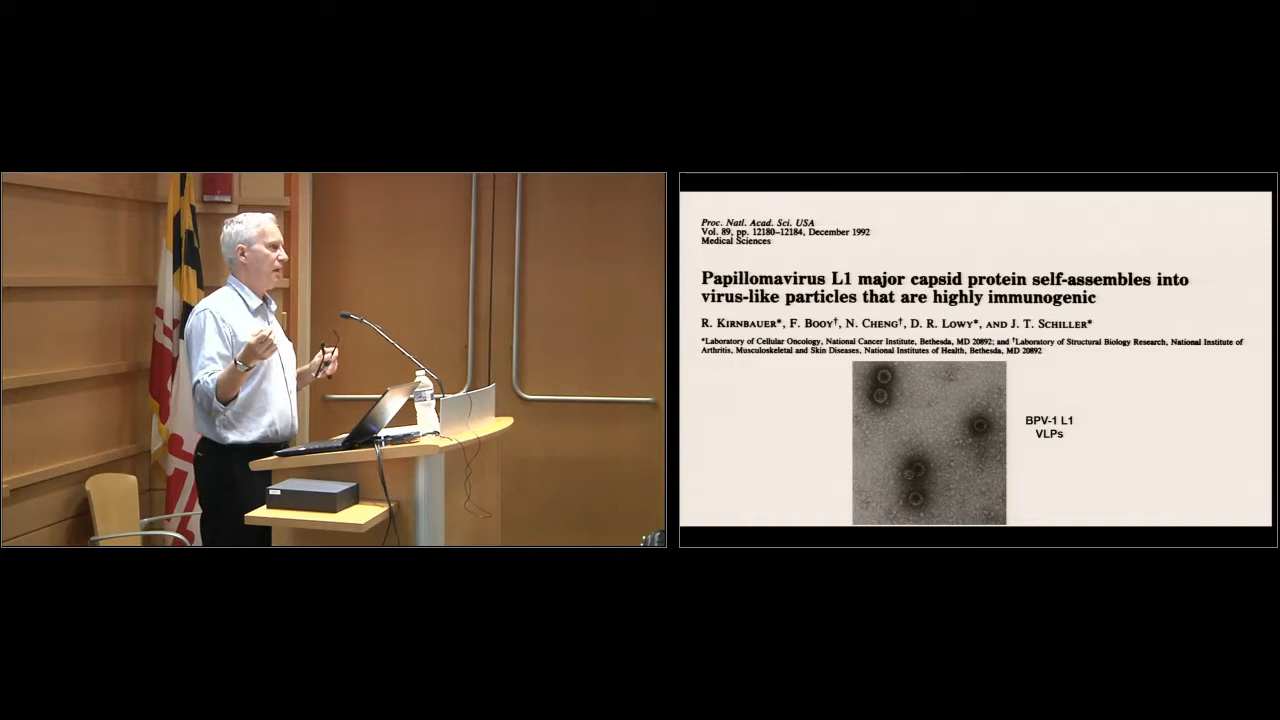 Proc. Natl. Acad. Sci. USA
Vol. 89, pp. 12180–12184, December 1992
Medical Sciences
Papillomavirus L1 major capsid protein self-assembles into
virus-like particles that are highly immunogenic
R. KIRNBAUER*, F. BOOY†, N. CHENG†, D. R. LOWY*, AND J. T. SCHILLER*
*Laboratory of Cellular Oncology, National Cancer Institute, Bethesda, MD 20892; and †Laboratory of Structural Biology Research, National Institute of
Arthritis, Musculoskeletal and Skin Diseases, National Institutes of Health, Bethesda, MD 20892
BPV-1 L1
VLPs